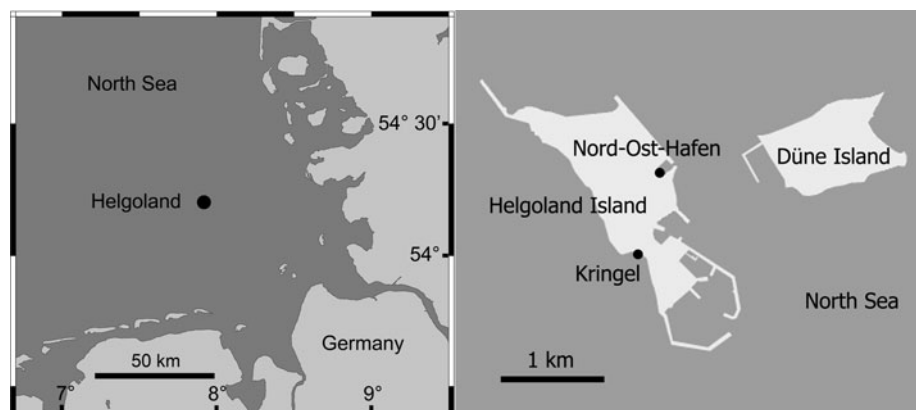 North Sea
54° 30'
Helgoland
54°
Germany
50 km
7°
8°
9°
Nord-Ost-Hafen
Düne Island
Helgoland Island
Kringel
North Sea
1 km